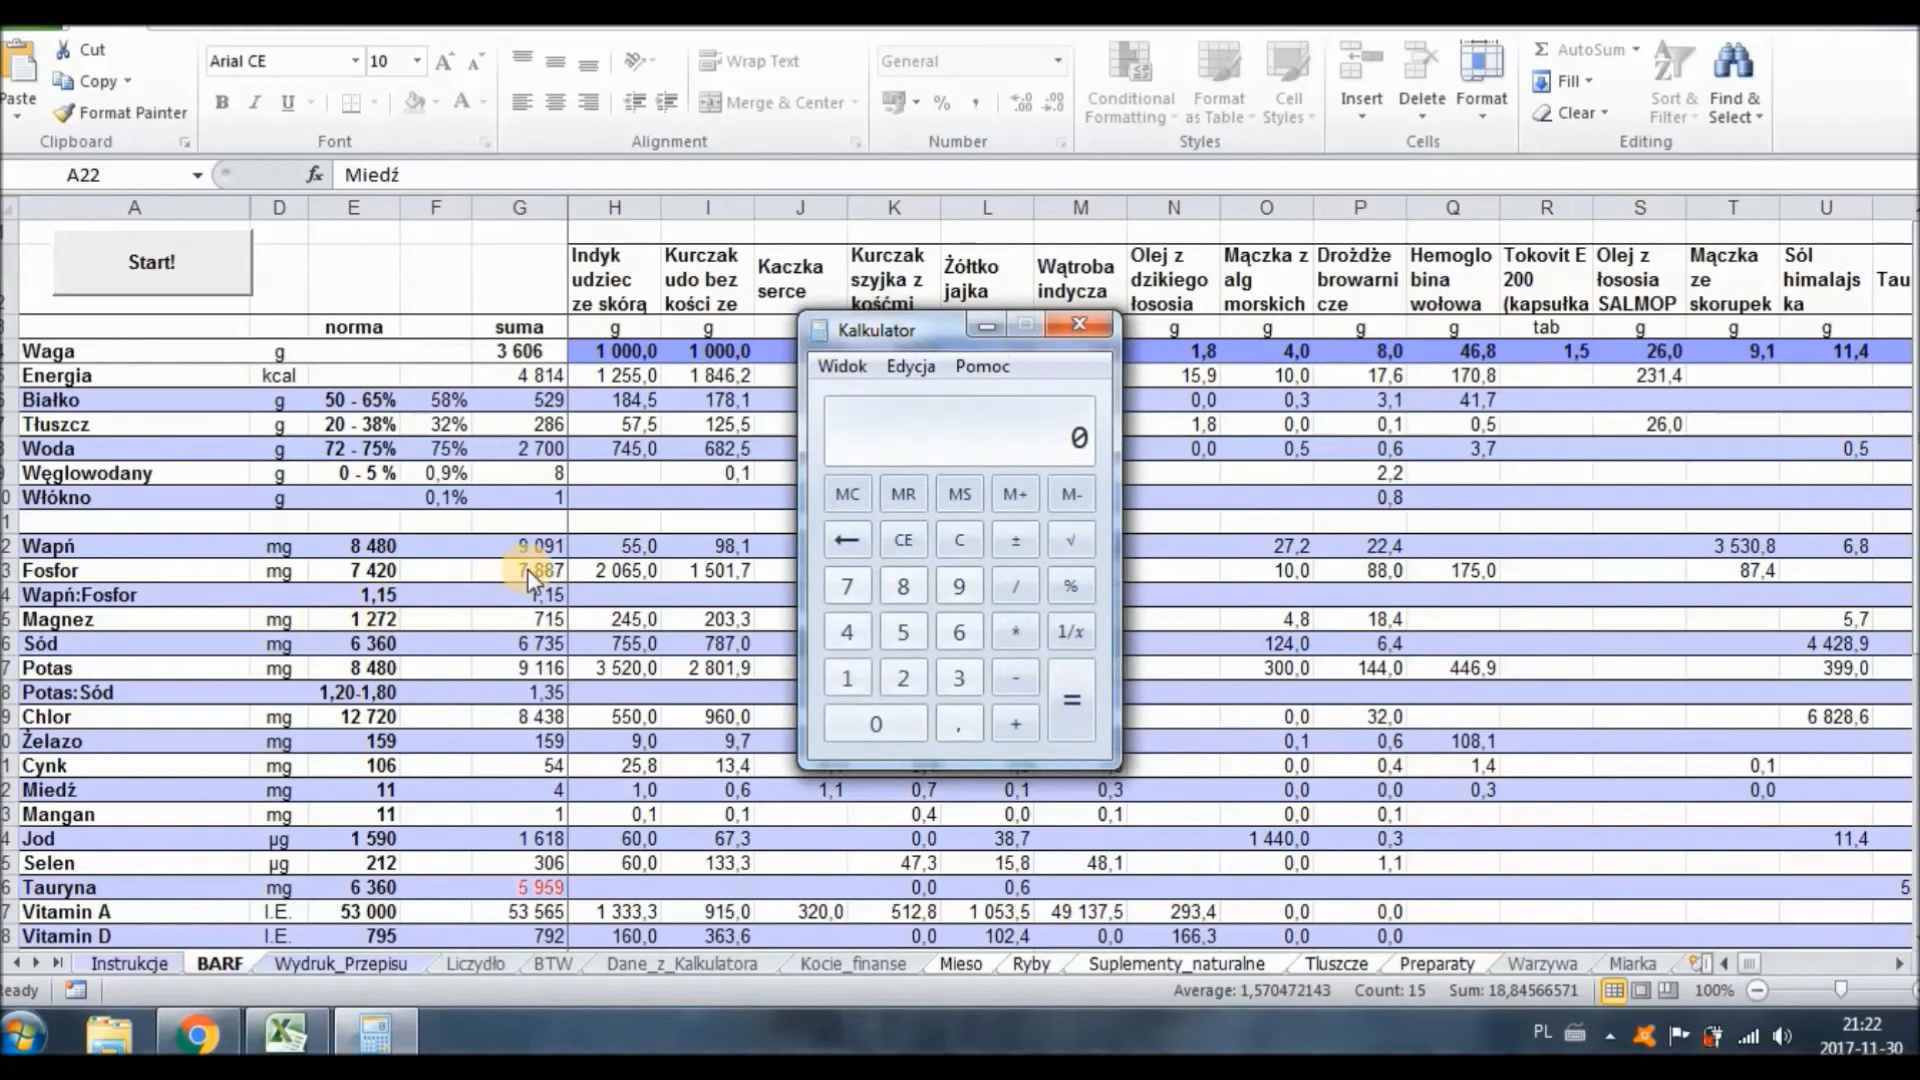 Cut
Copy
Paste
Format Painter
Clipboard
Arial CE 10
B I U
Font
Wrap Text
Merge & Center
Alignment
General
%
Number
Conditional Formatting
Format as Table
Cell Styles
Styles
Insert Delete Format
Cells
Σ AutoSum
Fill
Clear
Sort & Filter
Find & Select
Editing
A22 fx Miedź
A D E F G H I J K L M N O P Q R S T U
Start!
Indyk udziec ze skórą
Kurczak udo bez kości ze
Kaczka serce
Kurczak szyjka z kośćmi
Żółtko jajka
Wątroba indycza
Olej z dzikiego łososia
Mączka z alg morskich
Drożdże browarni cze
Hemoglo bina wołowa
Tokovit E 200 (kapsułka
Olej z łososia SALMOP
Mączka ze skorupek
Sól himalajs ka
Tau
norma suma g g g g g g tab g g g
Waga g 3 606 1 000,0 1 000,0 1,8 4,0 8,0 46,8 1,5 26,0 9,1 11,4
Energia kcal 4 814 1 255,0 1 846,2 15,9 10,0 17,6 170,8 231,4
Białko g 50 - 65% 58% 529 184,5 178,1 0,0 0,3 3,1 41,7
Tłuszcz g 20 - 38% 32% 286 57,5 125,5 1,8 0,0 0,1 0,5 26,0
Woda g 72 - 75% 75% 2 700 745,0 682,5 0,0 0,5 0,6 3,7 0,5
Węglowodany g 0 - 5 % 0,9% 8 0,1 2,2
Włókno g 0,1% 1 0,8
Wapń mg 8 480 9 091 55,0 98,1 27,2 22,4 3 530,8 6,8
Fosfor mg 7 420 7 887 2 065,0 1 501,7 10,0 88,0 175,0 87,4
Wapń:Fosfor 1,15 1,15
Magnez mg 1 272 715 245,0 203,3 4,8 18,4 5,7
Sód mg 6 360 6 735 755,0 787,0 124,0 6,4 4 428,9
Potas mg 8 480 9 116 3 520,0 2 801,9 300,0 144,0 446,9 399,0
Potas:Sód 1,20-1,80 1,35
Chlor mg 12 720 8 438 550,0 960,0 0,0 32,0 6 828,6
Żelazo mg 159 159 9,0 9,7 0,1 0,6 108,1
Cynk mg 106 54 25,8 13,4 0,0 0,4 1,4 0,1
Miedź mg 11 4 1,0 0,6 1,1 0,7 0,1 0,3 0,0 0,0 0,3 0,0
Mangan mg 11 1 0,1 0,1 0,4 0,0 0,1 0,0 0,1
Jod µg 1 590 1 618 60,0 67,3 0,0 38,7 1 440,0 0,3 11,4
Selen µg 212 306 60,0 133,3 47,3 15,8 48,1 0,0 1,1
Tauryna mg 6 360 5 959 0,0 0,6 5
Vitamin A I.E. 53 000 53 565 1 333,3 915,0 320,0 512,8 1 053,5 49 137,5 293,4 0,0 0,0
Vitamin D I.E. 795 792 160,0 363,6 0,0 102,4 0,0 166,3 0,0 0,0
Kalkulator
Widok Edycja Pomoc
0
MC MR MS M+ M-
← CE C ± √
7 8 9 / %
4 5 6 * 1/x
1 2 3 - =
0 , +
Instrukcje BARF Wydruk_Przepisu Liczydło BTW Dane_z_Kalkulatora Kocie_finanse Mieso Ryby Suplementy_naturalne Tluszcze Preparaty Warzywa Miarka
eady Average: 1,570472143 Count: 15 Sum: 18,84566571 100%
PL
21:22
2017-11-30